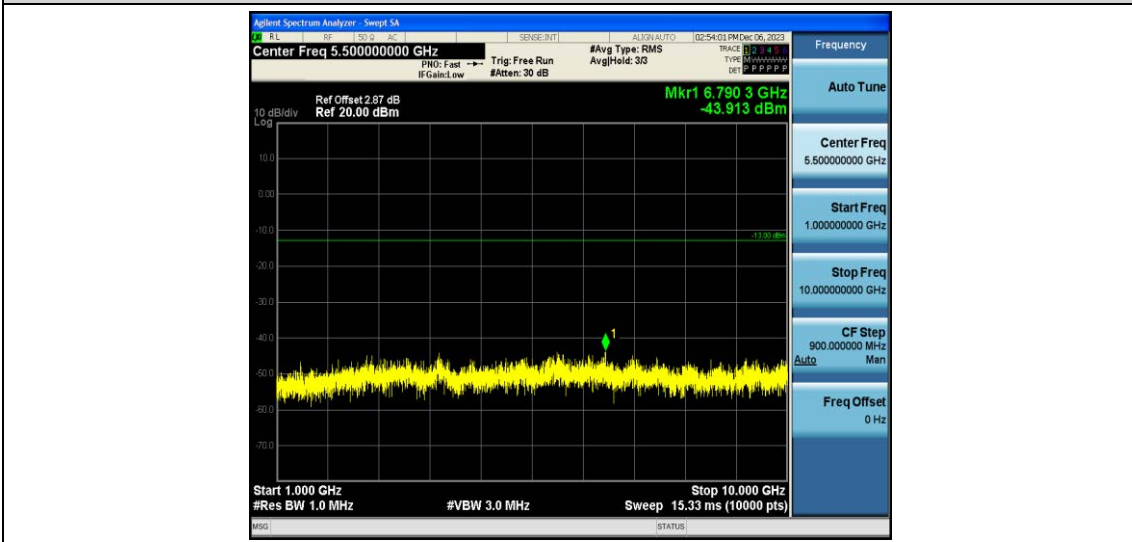 Agilent Spectrum Analyzer - Swept SA
RL RF 50 Ω AC SENSE:INT ALIGN AUTO 02:54:01 PM Dec 06, 2023
Center Freq 5.500000000 GHz
PNO: Fast
IFGain:Low
Trig: Free Run
#Atten: 30 dB
#Avg Type: RMS
Avg|Hold: 3/3
TRACE 1 2 3 4 5 6
TYPE M
DET P P P P P P
Mkr1 6.790 3 GHz
-43.913 dBm
Ref Offset 2.87 dB
Ref 20.00 dBm
10 dB/div
Log
10.0
0.00
-10.0
-13.00 dBm
-20.0
-30.0
-40.0
1
-50.0
-60.0
-70.0
Start 1.000 GHz
Stop 10.000 GHz
#Res BW 1.0 MHz
#VBW 3.0 MHz
Sweep 15.33 ms (10000 pts)
MSG
STATUS
Frequency
Auto Tune
Center Freq
5.500000000 GHz
Start Freq
1.000000000 GHz
Stop Freq
10.000000000 GHz
CF Step
900.000000 MHz
Auto Man
Freq Offset
0 Hz